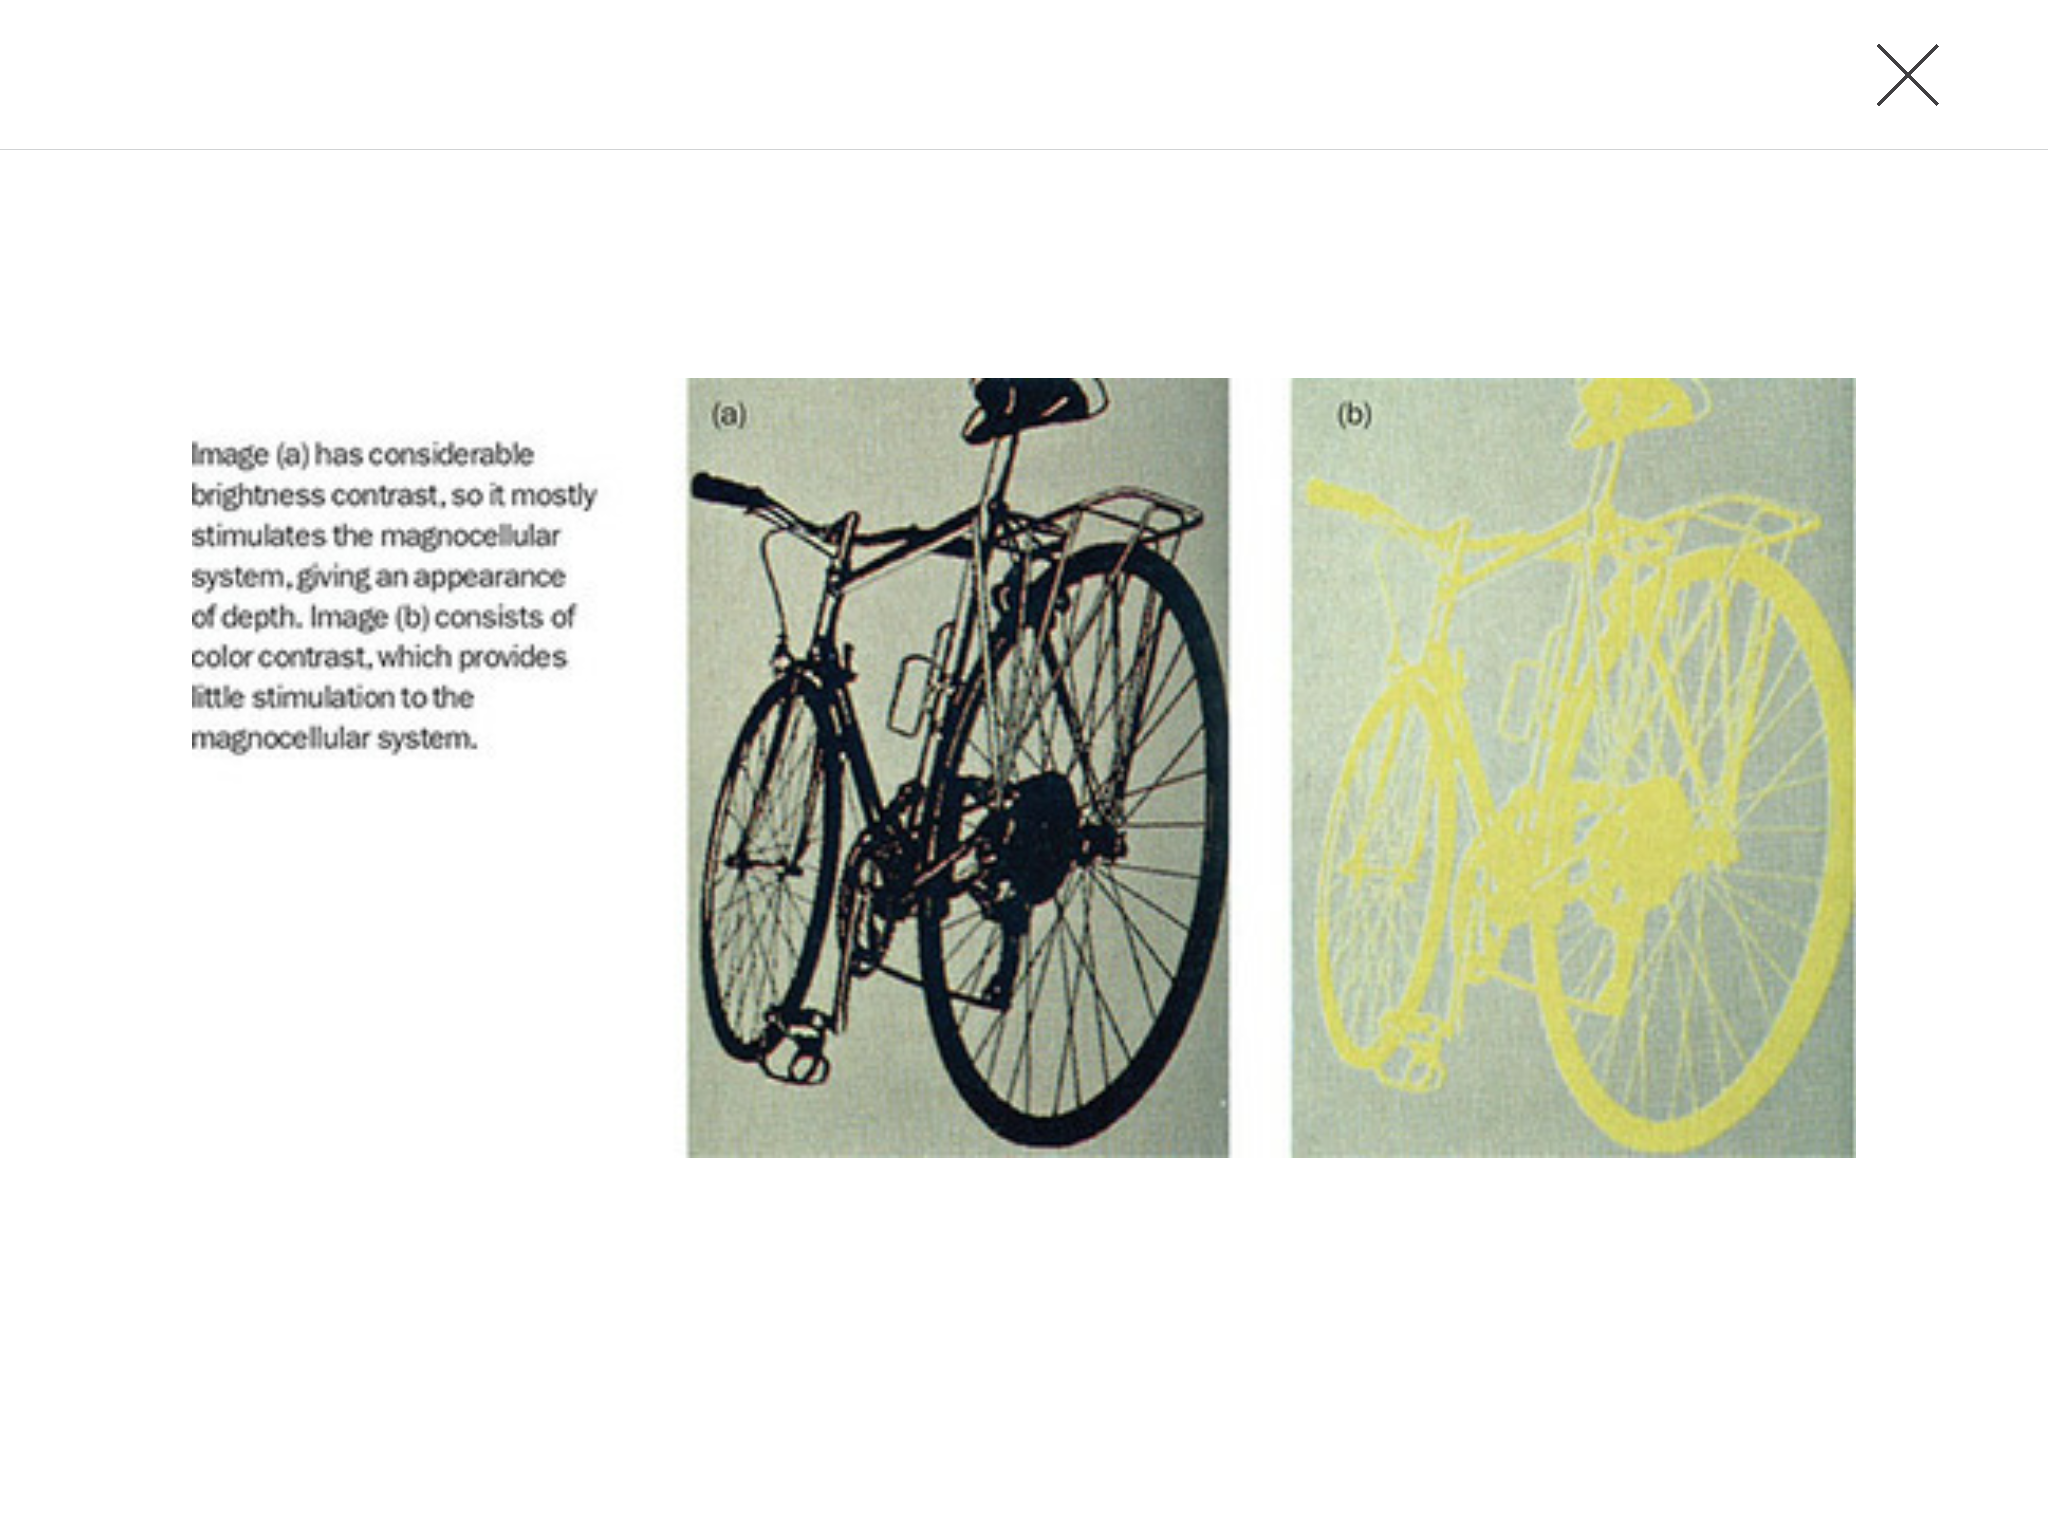 Image (a) has considerable
brightness contrast, so it mostly
stimulates the magnocellular
system, giving an appearance
of depth. Image (b) consists of
color contrast, which provides
little stimulation to the
magnocellular system.
(a)
(b)